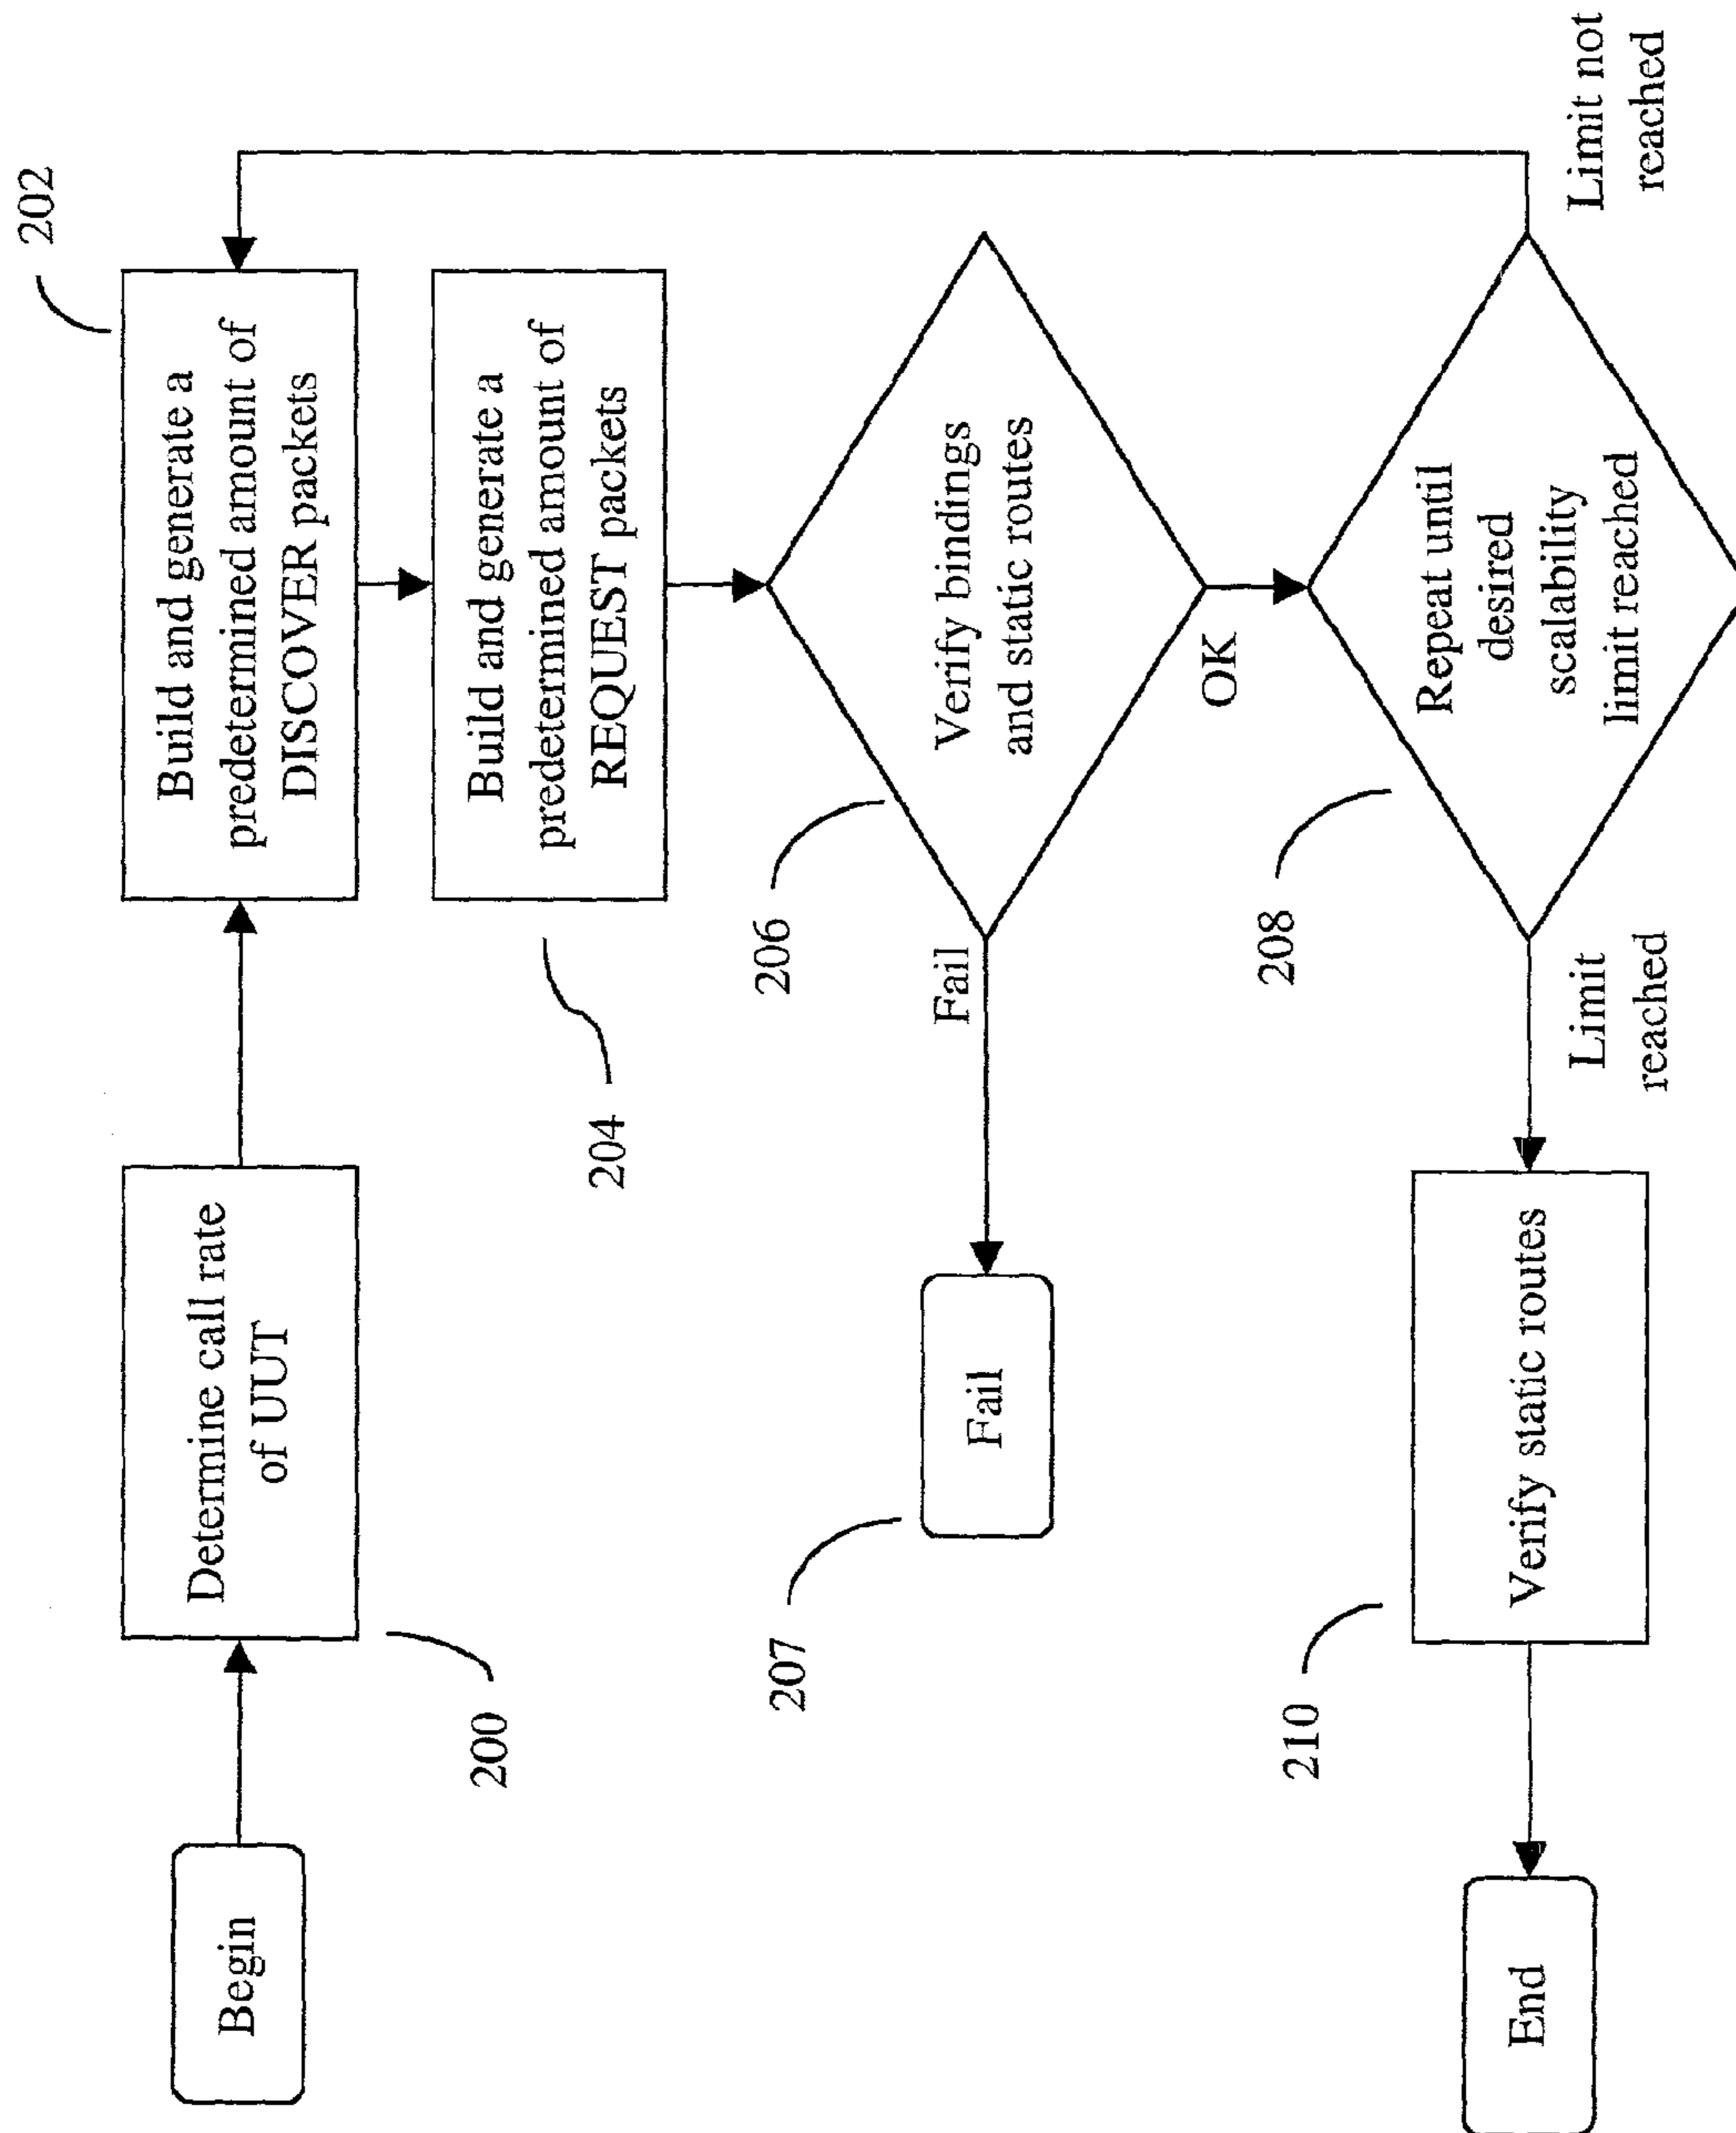 Begin
Determine call rate
of UUT
200
Build and generate a
predetermined amount of
DISCOVER packets
202
Build and generate a
predetermined amount of
REQUEST packets
204
Verify bindings
and static routes
206
Fail
Fail
207
OK
Repeat until
desired
scalability
limit reached
208
Limit not
reached
Limit
reached
Verify static routes
210
End